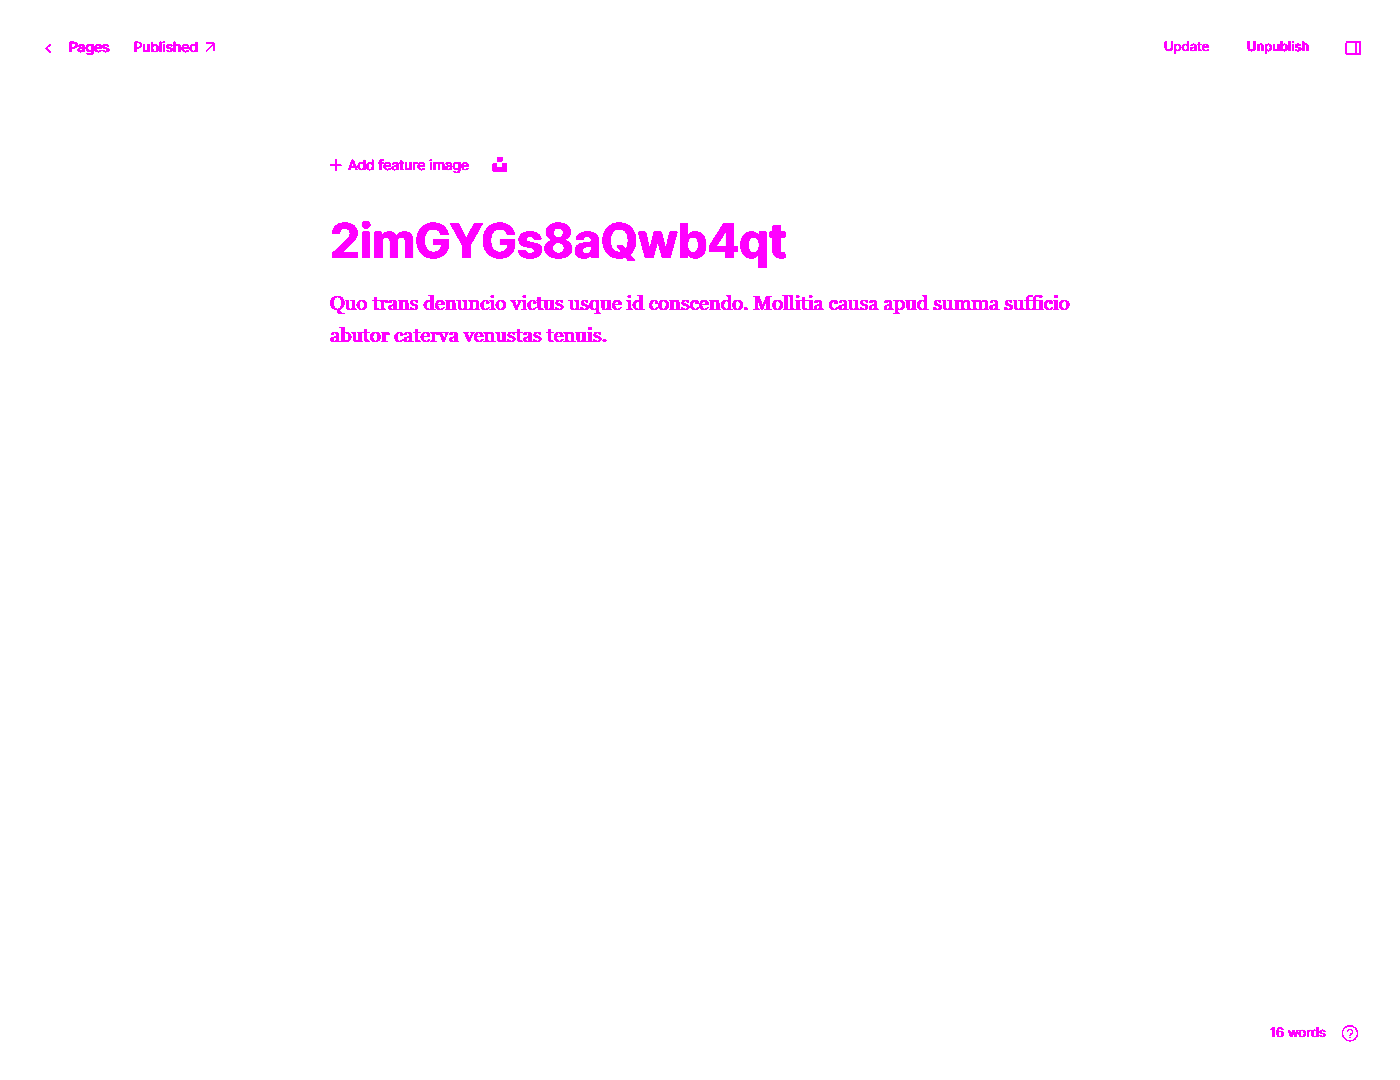 Pages Published
Update Unpublish
Add feature image
2imGYGs8aQwb4qt
Quo trans denuncio victus usque id conscendo. Mollitia causa apud summa sufficio
abutor caterva venustas tenuis.
16 words